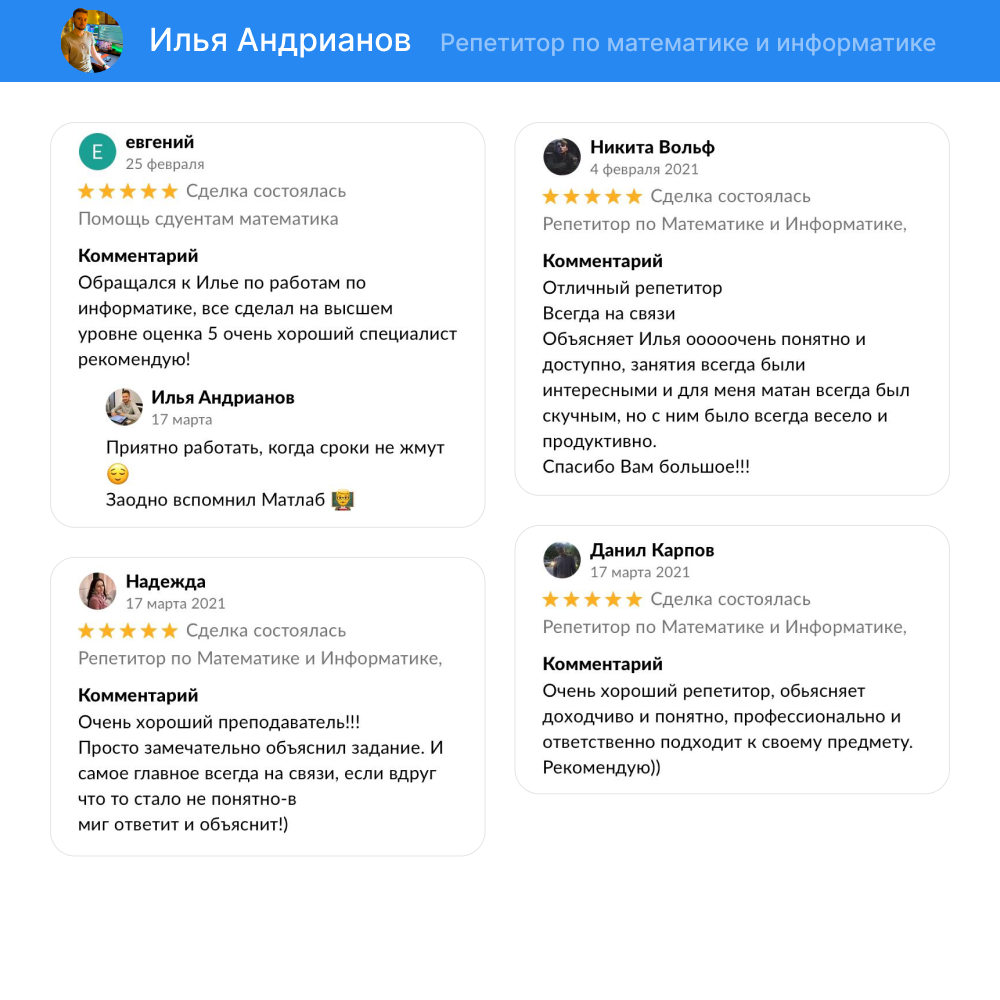 Илья Андрианов Репетитор по математике и информатике
Е
евгений
25 февраля
Сделка состоялась
Помощь сдуентам математика
Комментарий
Обращался к Илье по работам по
информатике, все сделал на высшем
уровне оценка 5 очень хороший специалист
рекомендую!
Илья Андрианов
17 марта
Приятно работать, когда сроки не жмут
😌
Заодно вспомнил Матлаб 👨‍🏫
Надежда
17 марта 2021
Сделка состоялась
Репетитор по Математике и Информатике,
Комментарий
Очень хороший преподаватель!!!
Просто замечательно объяснил задание. И
самое главное всегда на связи, если вдруг
что то стало не понятно-в
миг ответит и объяснит!)
Никита Вольф
4 февраля 2021
Сделка состоялась
Репетитор по Математике и Информатике,
Комментарий
Отличный репетитор
Всегда на связи
Объясняет Илья ооооочень понятно и
доступно, занятия всегда были
интересными и для меня матан всегда был
скучным, но с ним было всегда весело и
продуктивно.
Спасибо Вам большое!!!
Данил Карпов
17 марта 2021
Сделка состоялась
Репетитор по Математике и Информатике,
Комментарий
Очень хороший репетитор, обьясняет
доходчиво и понятно, профессионально и
ответственно подходит к своему предмету.
Рекомендую))